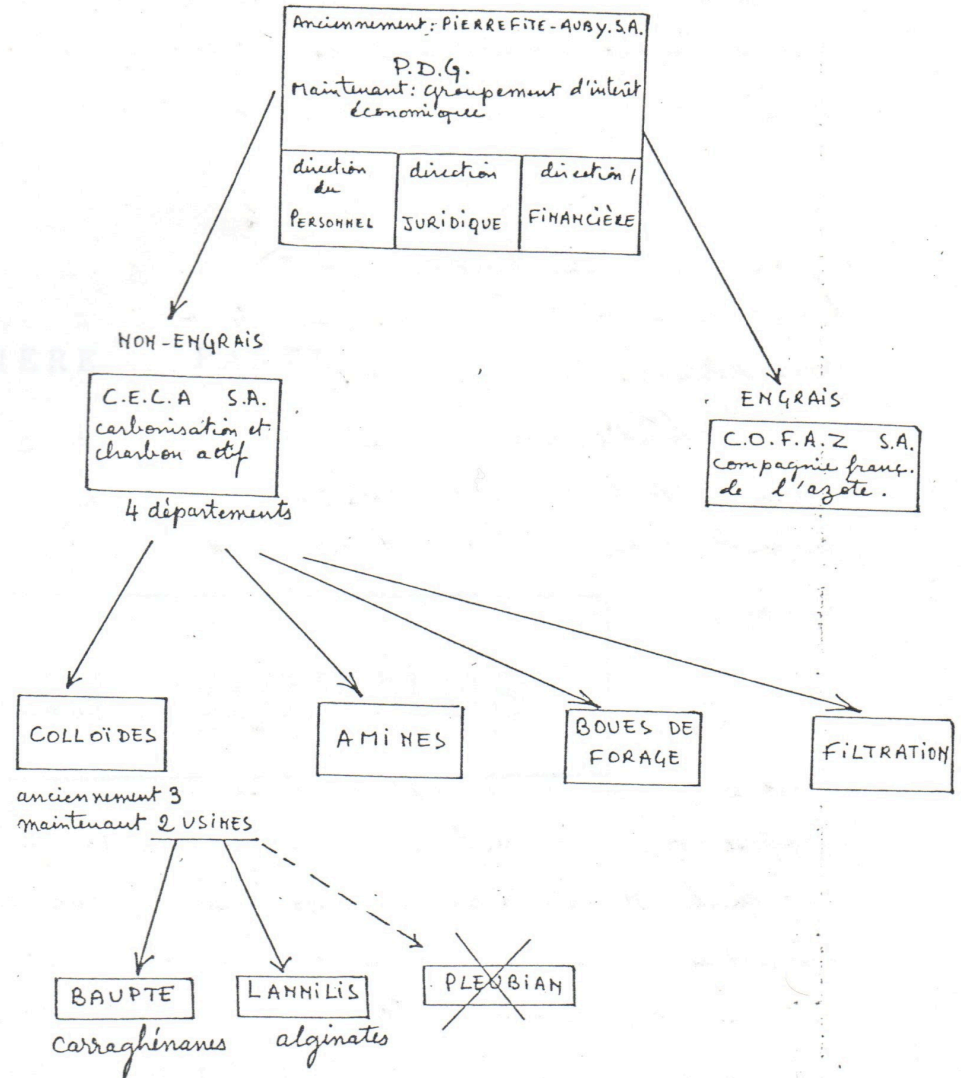 Anciennement: PiERREFiTE-AUBY.S.A.
P.D.G.
Maintenant: groupement d'intérêt
économique
direction
du
PERSONNEL
direction
JURIDIQUE
direction
FINANCIÈRE
NON-ENGRAIS
C.E.C.A S.A.
carbonisation et
charbon actif
4 départements
ENGRAIS
C.O.F.A.Z S.A.
compagnie franç.
de l'azote.
COLLOÏDES
AMINES
BOUES DE
FORAGE
FILTRATION
anciennement 3
maintenant 2 USINES
BAUPTE
carraghénanes
LANNILIS
alginates
PLEUBIAN